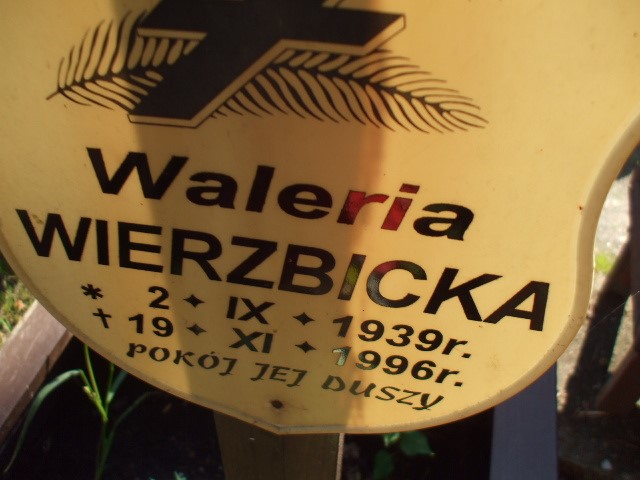 Waleria
WIERZBICKA
* 2 ✦ IX ✦ 1939r.
† 19 ✦ XI ✦ 1996r.
POKÓJ JEJ DUSZY